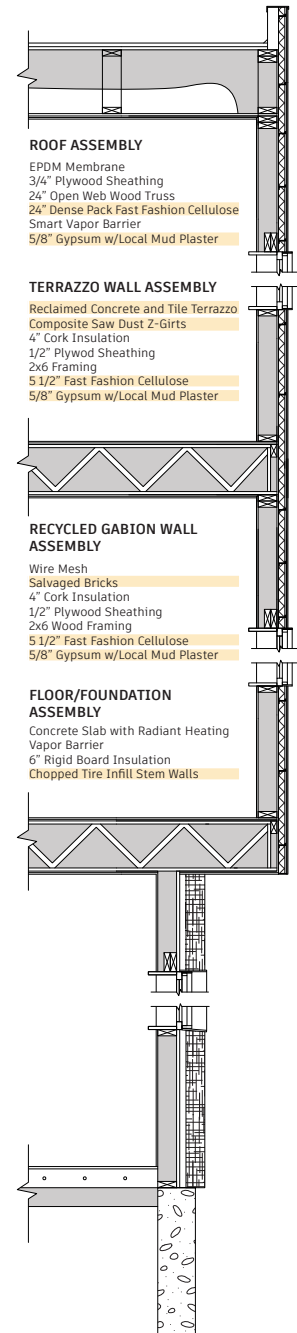 ROOF ASSEMBLY
EPDM Membrane
3/4" Plywood Sheathing
24" Open Web Wood Truss
24" Dense Pack Fast Fashion Cellulose
Smart Vapor Barrier
5/8" Gypsum w/Local Mud Plaster
TERRAZZO WALL ASSEMBLY
Reclaimed Concrete and Tile Terrazzo
Composite Saw Dust Z-Girts
4" Cork Insulation
1/2" Plywod Sheathing
2x6 Framing
5 1/2" Fast Fashion Cellulose
5/8" Gypsum w/Local Mud Plaster
RECYCLED GABION WALL
ASSEMBLY
Wire Mesh
Salvaged Bricks
4" Cork Insulation
1/2" Plywood Sheathing
2x6 Wood Framing
5 1/2" Fast Fashion Cellulose
5/8" Gypsum w/Local Mud Plaster
FLOOR/FOUNDATION
ASSEMBLY
Concrete Slab with Radiant Heating
Vapor Barrier
6" Rigid Board Insulation
Chopped Tire Infill Stem Walls